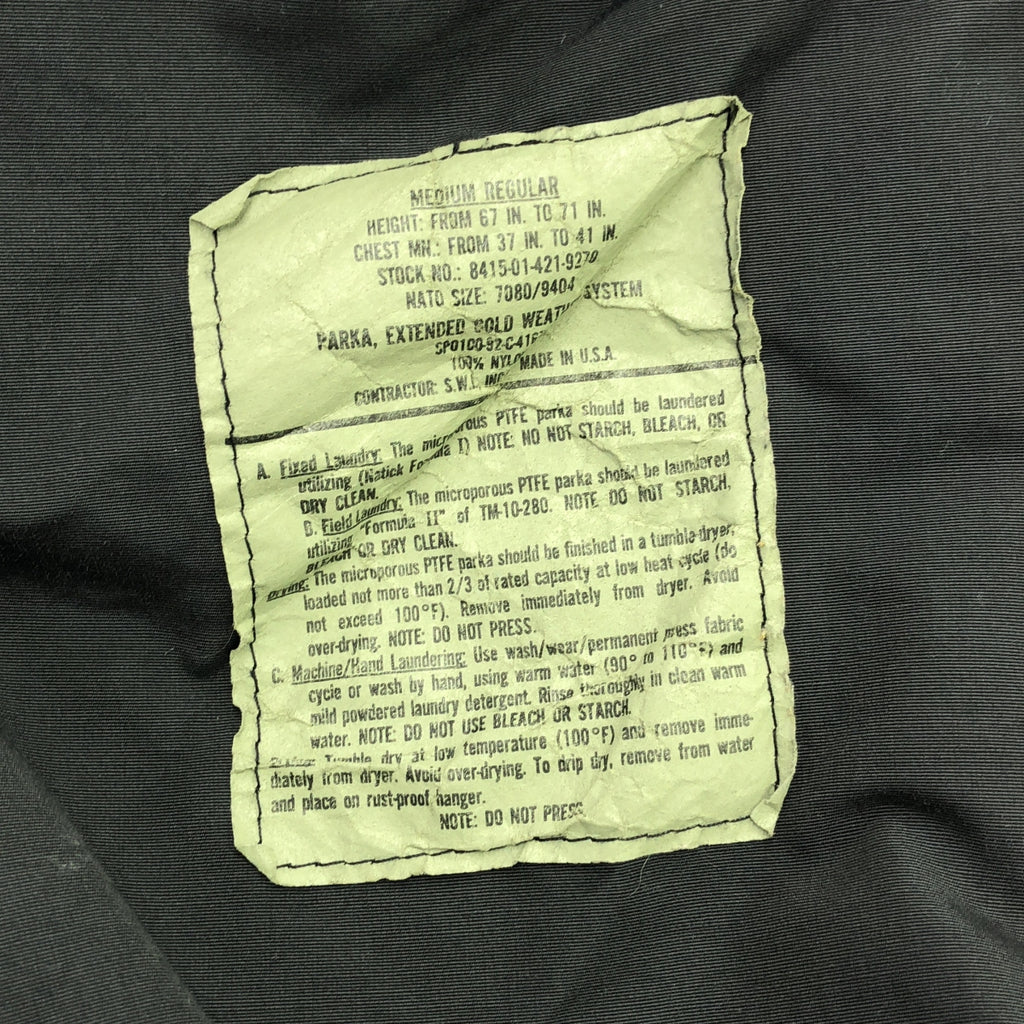 MEDIUM REGULAR
HEIGHT: FROM 67 IN. TO 71 IN.
CHEST MN.: FROM 37 IN. TO 41 IN.
STOCK NO.: 8415-01-421-
NATO SIZE: 7080/9404
PARKA, EXTENDED COLD SYSTEM
100% MADE IN U.S.A.
CONTRACTOR: S.W.I. INC
A. Fixed Laundry: The PTFE parka should be laundered
utilizing (Natick I) NOTE: NO NOT STARCH, BLEACH, OR
DRY CLEAN.
B. Field Laundry: The microporous PTFE parka should be laundered
utilizing "Formula II" of TM-10-280. NOTE DO NOT STARCH,
BLEACH OR DRY CLEAN.
Drying: The microporous PTFE parka should be finished in a tumble-dryer,
loaded not more than 2/3 of rated capacity at low heat cycle (do
not exceed 100°F). Remove immediately from dryer. Avoid
over-drying. NOTE: DO NOT PRESS.
C. Machine/Hand Laundering: Use wash/wear/permanent press fabric
cycle or wash by hand, using warm water (90° to 110°F) and
mild powdered laundry detergent. Rinse thoroughly in clean warm
water. NOTE: DO NOT USE BLEACH OR STARCH.
Tumble dry at low temperature (100°F) and remove imme-
diately from dryer. Avoid over-drying. To drip dry, remove from water
and place on rust-proof hanger.
NOTE: DO NOT PRESS